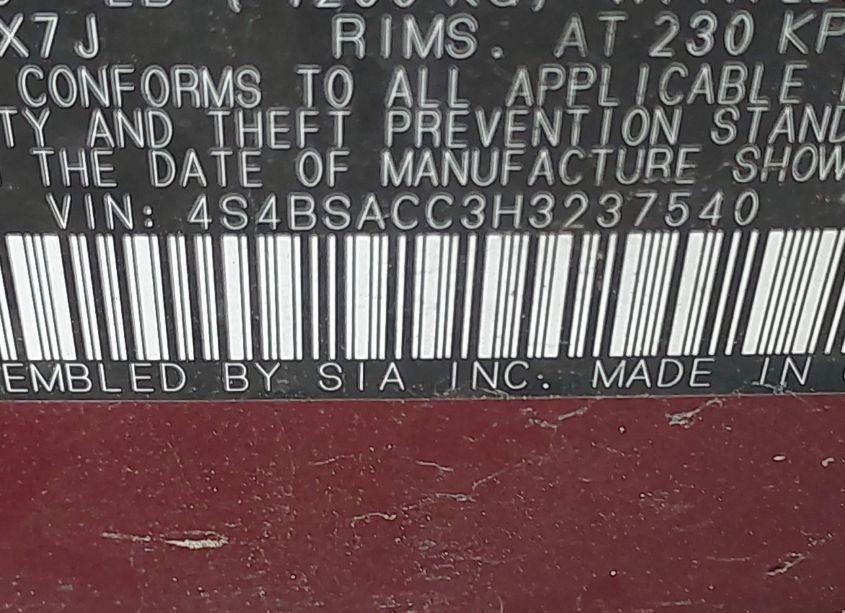 X7J RIMS. AT 230 KP
CONFORMS TO ALL APPLICABLE
TY AND THEFT PREVENTION STAND
THE DATE OF MANUFACTURE SHOW
VIN: 4S4BSACC3H3237540
EMBLED BY SIA INC. MADE IN